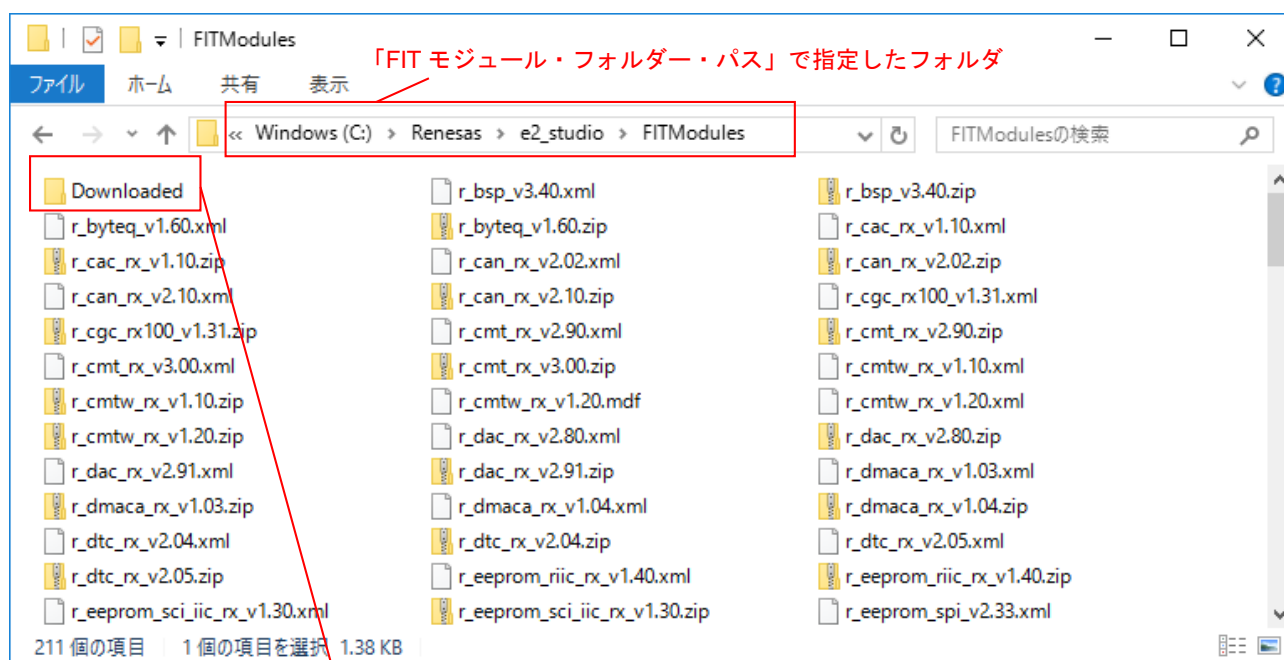 FITModules
「FIT モジュール・フォルダー・パス」で指定したフォルダ
ファイル ホーム 共有 表示
« Windows (C:) › Renesas › e2_studio › FITModules
FITModulesの検索
Downloaded r_bsp_v3.40.xml r_bsp_v3.40.zip
r_byteq_v1.60.xml r_byteq_v1.60.zip r_cac_rx_v1.10.xml
r_cac_rx_v1.10.zip r_can_rx_v2.02.xml r_can_rx_v2.02.zip
r_can_rx_v2.10.xml r_can_rx_v2.10.zip r_cgc_rx100_v1.31.xml
r_cgc_rx100_v1.31.zip r_cmt_rx_v2.90.xml r_cmt_rx_v2.90.zip
r_cmt_rx_v3.00.xml r_cmt_rx_v3.00.zip r_cmtw_rx_v1.10.xml
r_cmtw_rx_v1.10.zip r_cmtw_rx_v1.20.mdf r_cmtw_rx_v1.20.xml
r_cmtw_rx_v1.20.zip r_dac_rx_v2.80.xml r_dac_rx_v2.80.zip
r_dac_rx_v2.91.xml r_dac_rx_v2.91.zip r_dmaca_rx_v1.03.xml
r_dmaca_rx_v1.03.zip r_dmaca_rx_v1.04.xml r_dmaca_rx_v1.04.zip
r_dtc_rx_v2.04.xml r_dtc_rx_v2.04.zip r_dtc_rx_v2.05.xml
r_dtc_rx_v2.05.zip r_eeprom_riic_rx_v1.40.xml r_eeprom_riic_rx_v1.40.zip
r_eeprom_sci_iic_rx_v1.30.xml r_eeprom_sci_iic_rx_v1.30.zip r_eeprom_spi_v2.33.xml
211 個の項目 1 個の項目を選択 1.38 KB